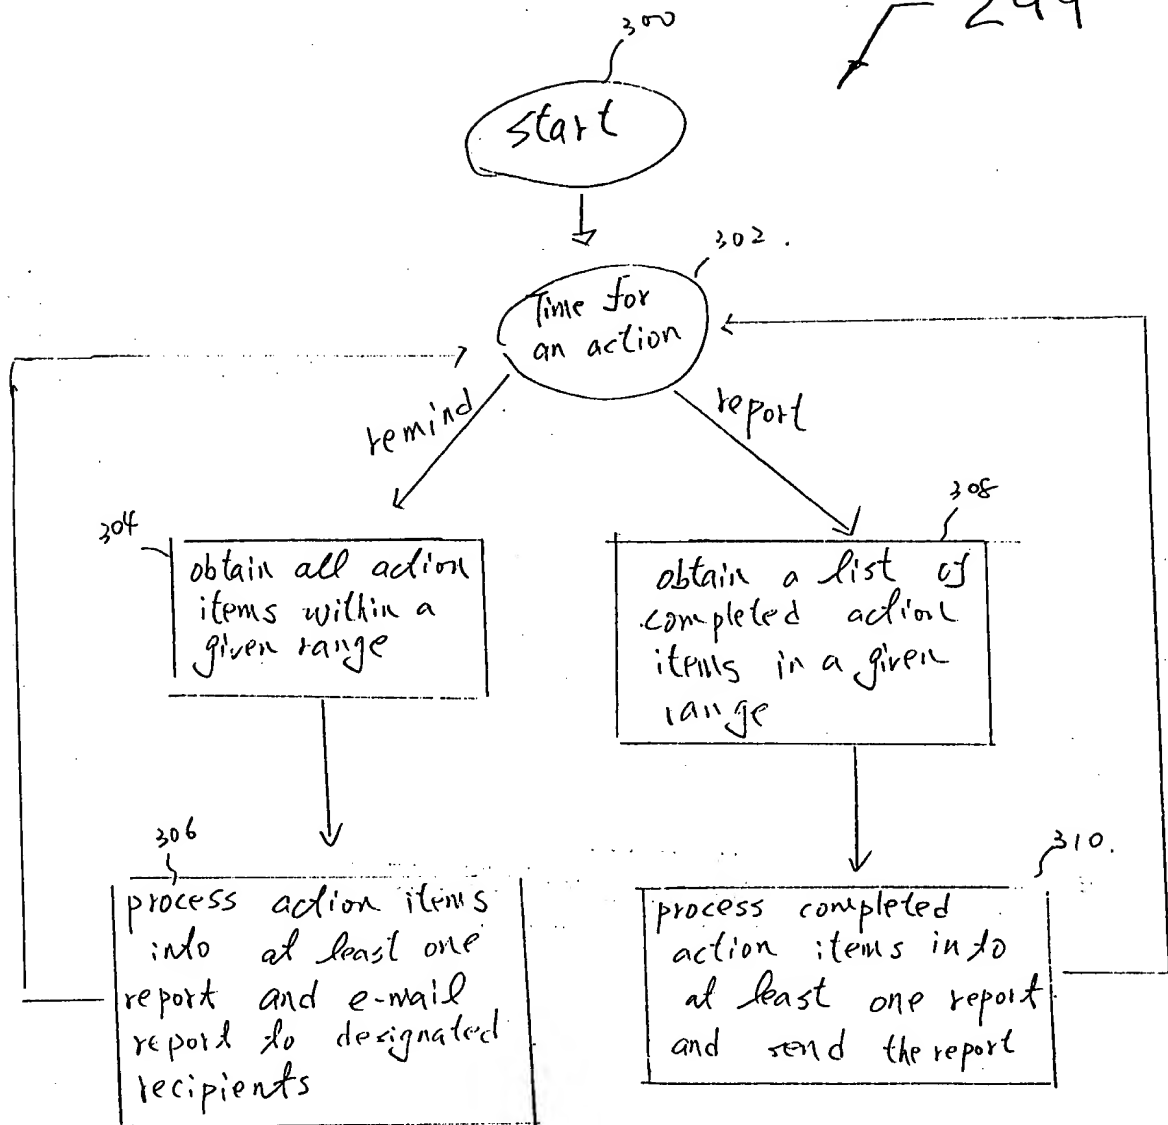 299
300
start
302.
Time for
an action
remind
report
304
obtain all action
items within a
given range
308
obtain a list of
completed action
items in a given
range
306
process action items
into at least one
report and e-mail
report to designated
recipients
310.
process completed
action items into
at least one report
and send the report